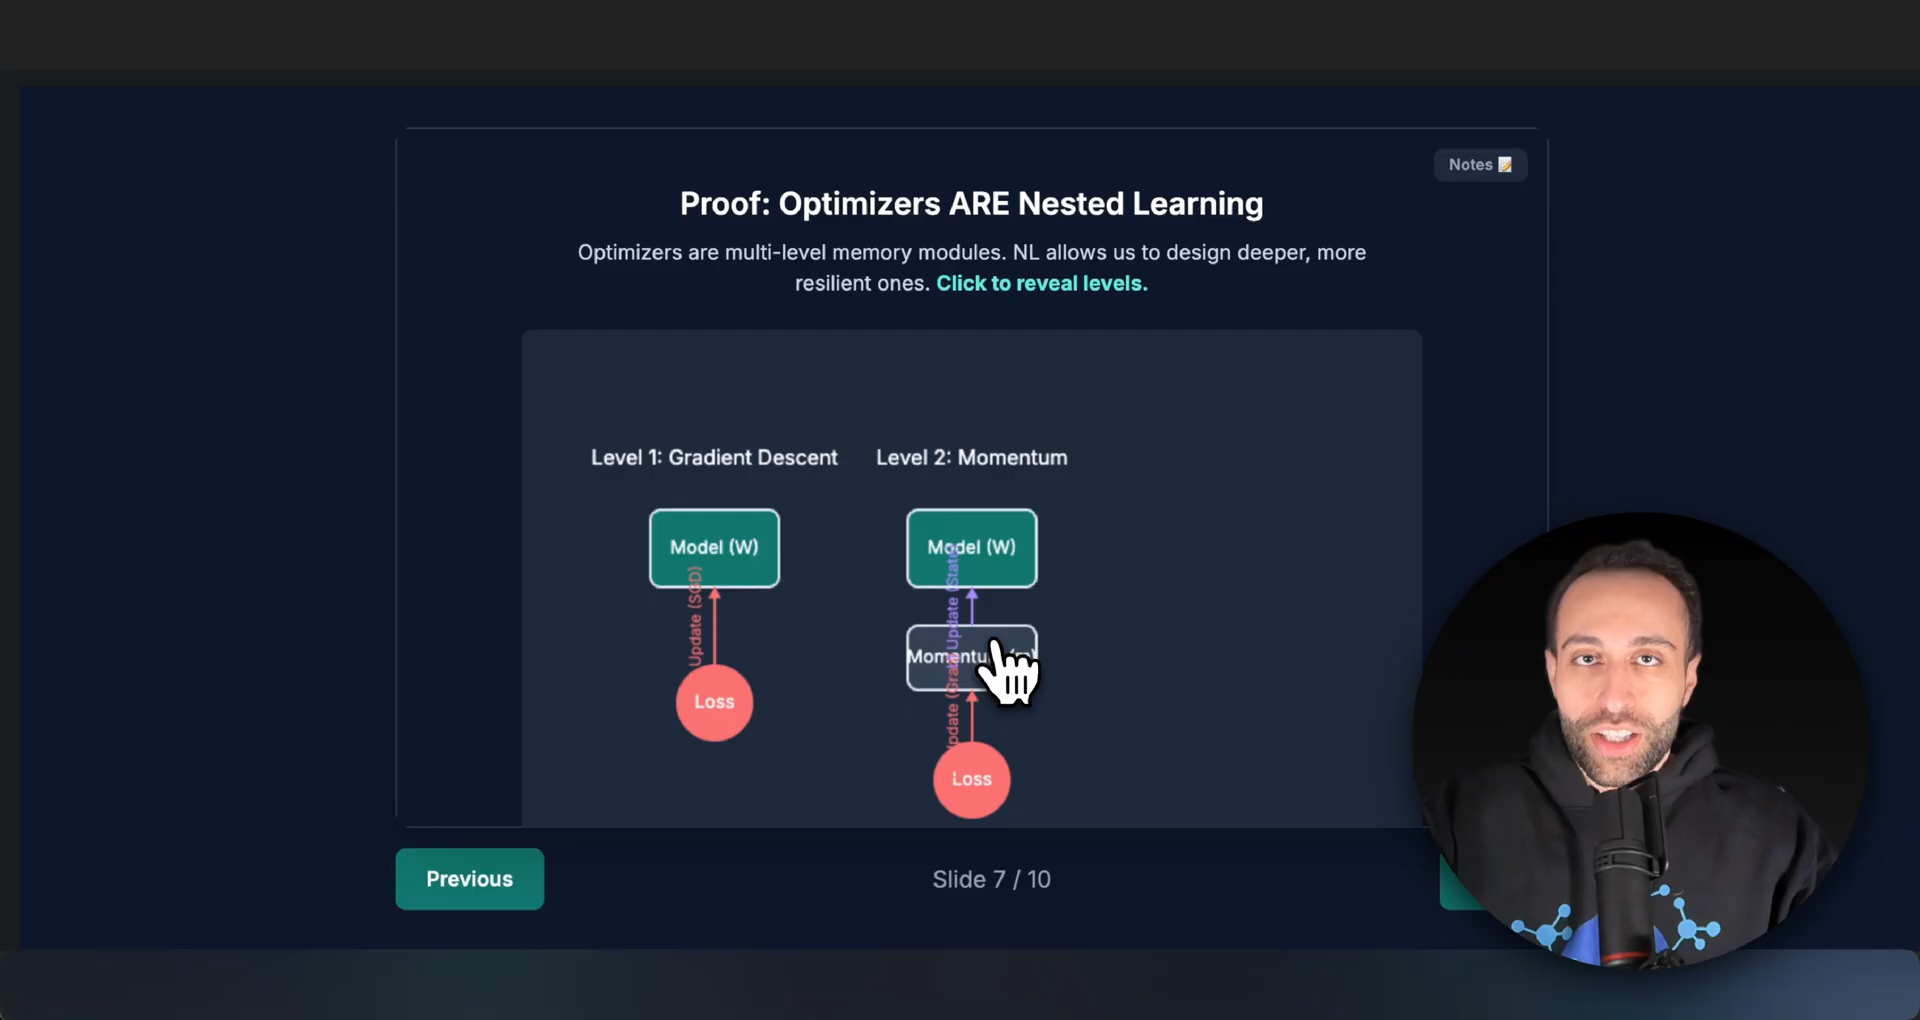 Notes 📝
Proof: Optimizers ARE Nested Learning
Optimizers are multi-level memory modules. NL allows us to design deeper, more
resilient ones. Click to reveal levels.
Level 1: Gradient Descent
Level 2: Momentum
Model (W)
Update (SGD)
Loss
Model (W)
Update (State
Loss
Previous
Slide 7 / 10